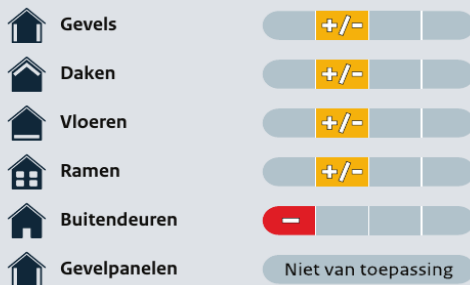 Gevels +/-
Daken +/-
Vloeren +/-
Ramen +/-
Buitendeuren -
Gevelpanelen Niet van toepassing